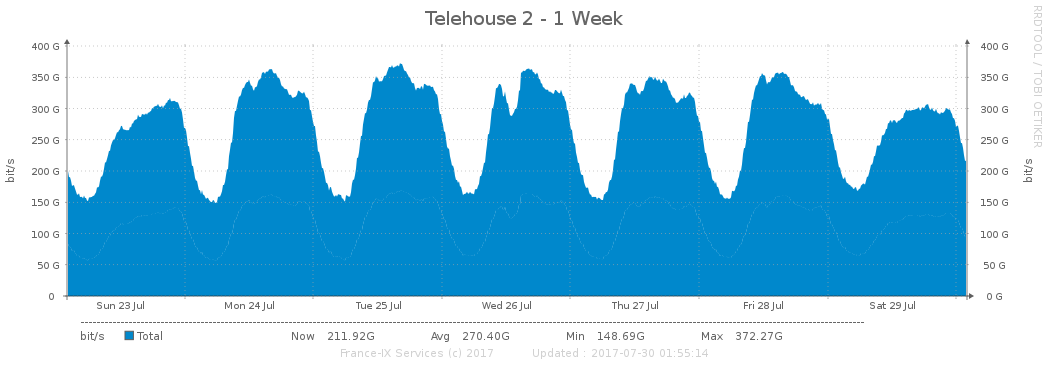 Telehouse 2 - 1 Week
RRDTOOL / TOBI OETIKER
400 G 400 G
350 G 350 G
300 G 300 G
250 G 250 G
200 G 200 G
150 G 150 G
100 G 100 G
50 G 50 G
0 0 G
bit/s bit/s
Sun 23 Jul Mon 24 Jul Tue 25 Jul Wed 26 Jul Thu 27 Jul Fri 28 Jul Sat 29 Jul
bit/s Total Now 211.92G Avg 270.40G Min 148.69G Max 372.27G
France-IX Services (c) 2017 Updated : 2017-07-30 01:55:14